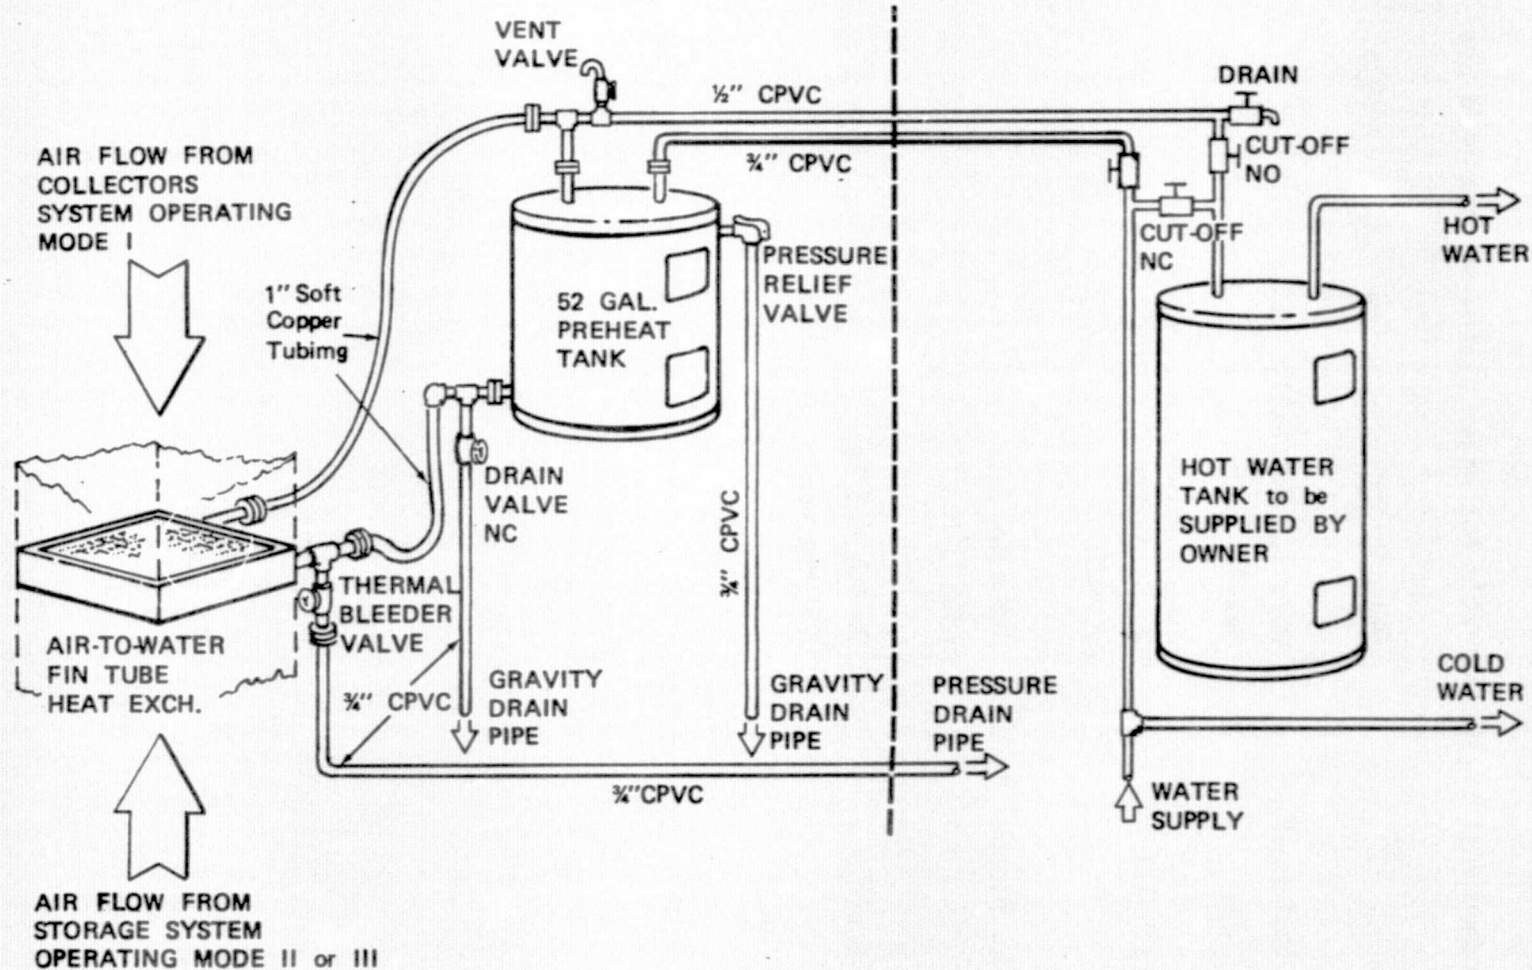 VENT
VALVE
½" CPVC
DRAIN
AIR FLOW FROM
COLLECTORS
SYSTEM OPERATING
MODE I
¾" CPVC
CUT-OFF
NO
CUT-OFF
NC
HOT
WATER
1" Soft
Copper
Tubimg
52 GAL.
PREHEAT
TANK
PRESSURE
RELIEF
VALVE
DRAIN
VALVE
NC
¾" CPVC
HOT WATER
TANK to be
SUPPLIED BY
OWNER
THERMAL
BLEEDER
VALVE
AIR-TO-WATER
FIN TUBE
HEAT EXCH.
¾" CPVC
GRAVITY
DRAIN
PIPE
GRAVITY
DRAIN
PIPE
PRESSURE
DRAIN
PIPE
COLD
WATER
¾"CPVC
WATER
SUPPLY
AIR FLOW FROM
STORAGE SYSTEM
OPERATING MODE II or III